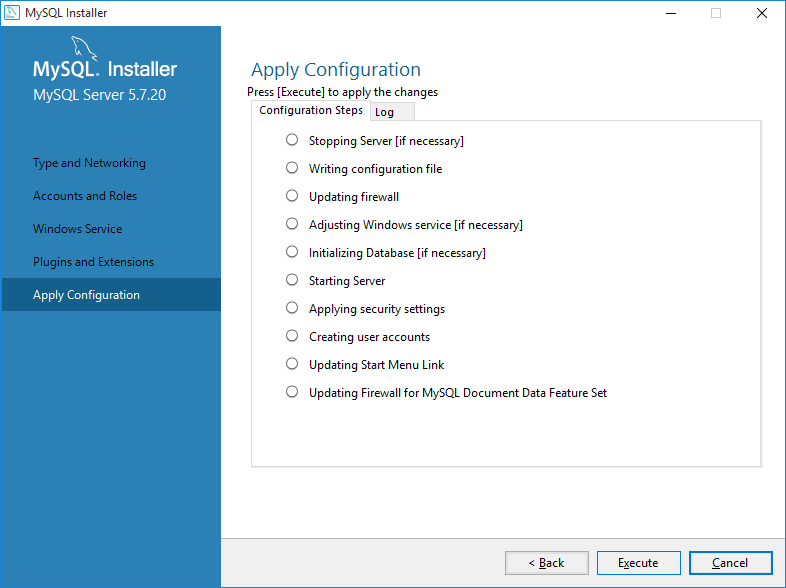 MySQL Installer
MySQL. Installer
MySQL Server 5.7.20
Type and Networking
Accounts and Roles
Windows Service
Plugins and Extensions
Apply Configuration
Apply Configuration
Press [Execute] to apply the changes
Configuration Steps
Log
Stopping Server [if necessary]
Writing configuration file
Updating firewall
Adjusting Windows service [if necessary]
Initializing Database [if necessary]
Starting Server
Applying security settings
Creating user accounts
Updating Start Menu Link
Updating Firewall for MySQL Document Data Feature Set
< Back
Execute
Cancel